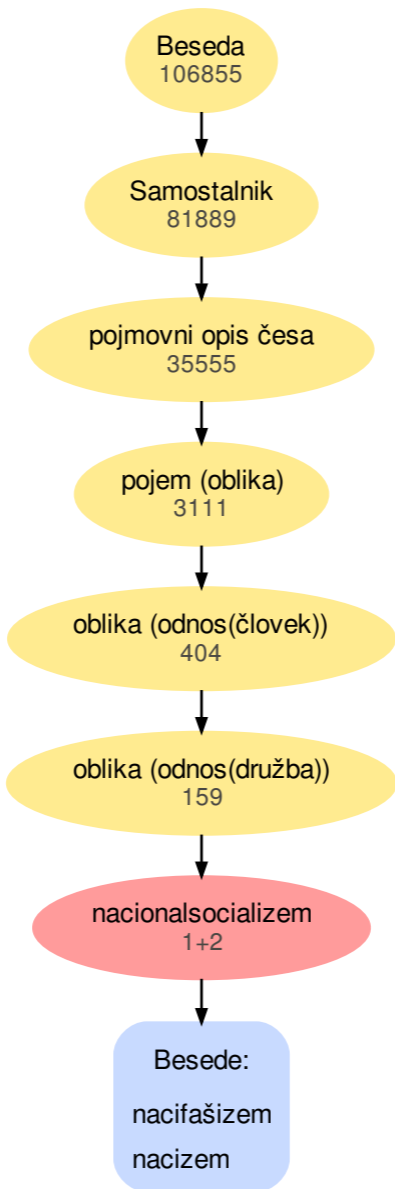 Beseda
106855
Samostalnik
81889
pojmovni opis česa
35555
pojem (oblika)
3111
oblika (odnos(človek))
404
oblika (odnos(družba))
159
nacionalsocializem
1+2
Besede:
nacifašizem
nacizem